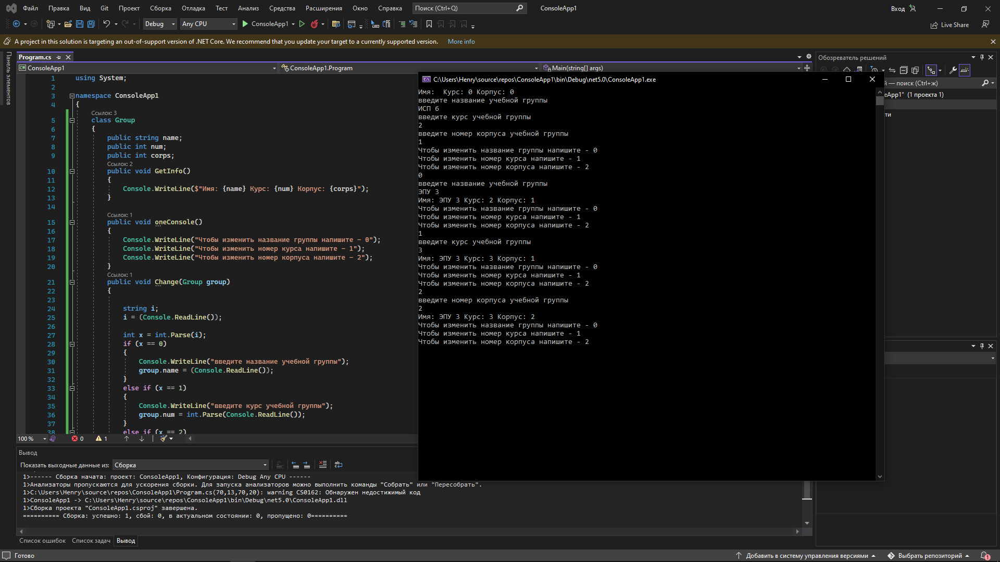 Файл Правка Вид Git Проект Сборка Отладка Тест Анализ Средства Расширения Окно Справка Поиск (Ctrl+Q) ConsoleApp1 Вход
Debug Any CPU ConsoleApp1 Live Share
A project in this solution is targeting an out-of-support version of .NET Core. We recommend that you update your target to a currently supported version. More info
Панель элементов
Program.cs
ConsoleApp1 ConsoleApp1.Program Main(string[] args)
1 using System;
2
3 namespace ConsoleApp1
4 {
Ссылок: 3
5 class Group
6 {
7 public string name;
8 public int num;
9 public int corps;
Ссылок: 2
10 public void GetInfo()
11 {
12 Console.WriteLine($"Имя: {name} Курс: {num} Корпус: {corps}");
13 }
14
Ссылок: 1
15 public void oneConsole()
16 {
17 Console.WriteLine("Чтобы изменить название группы напишите - 0");
18 Console.WriteLine("Чтобы изменить номер курса напишите - 1");
19 Console.WriteLine("Чтобы изменить номер корпуса напишите - 2");
20 }
Ссылок: 1
21 public void Change(Group group)
22 {
23
24 string i;
25 i = (Console.ReadLine());
26
27 int x = int.Parse(i);
28 if (x == 0)
29 {
30 Console.WriteLine("введите название учебной группы");
31 group.name = (Console.ReadLine());
32 }
33 else if (x == 1)
34 {
35 Console.WriteLine("введите курс учебной группы");
36 group.num = int.Parse(Console.ReadLine());
37 }
38 else if (x == 2)
100 % 0 1
C:\Users\Henry\source\repos\ConsoleApp1\bin\Debug\net5.0\ConsoleApp1.exe
Имя:  Курс: 0 Корпус: 0
введите название учебной группы
ИСП 6
введите курс учебной группы
2
введите номер корпуса учебной группы
1
Чтобы изменить название группы напишите - 0
Чтобы изменить номер курса напишите - 1
Чтобы изменить номер корпуса напишите - 2
0
введите название учебной группы
ЭПУ 3
Имя: ЭПУ 3 Курс: 2 Корпус: 1
Чтобы изменить название группы напишите - 0
Чтобы изменить номер курса напишите - 1
Чтобы изменить номер корпуса напишите - 2
1
введите курс учебной группы
3
Имя: ЭПУ 3 Курс: 3 Корпус: 1
Чтобы изменить название группы напишите - 0
Чтобы изменить номер курса напишите - 1
Чтобы изменить номер корпуса напишите - 2
2
введите номер корпуса учебной группы
2
Имя: ЭПУ 3 Курс: 3 Корпус: 2
Чтобы изменить название группы напишите - 0
Чтобы изменить номер курса напишите - 1
Чтобы изменить номер корпуса напишите - 2
Обозреватель решений
й — поиск (Ctrl+ж)
eApp1" (1 проекта 1)
ти
Вывод
Показать выходные данные из: Сборка
1>------ Сборка начата: проект: ConsoleApp1, Конфигурация: Debug Any CPU ------
1>Анализаторы пропускаются для ускорения сборки. Для запуска анализаторов можно выполнить команды "Собрать" или "Пересобрать".
1>C:\Users\Henry\source\repos\ConsoleApp1\Program.cs(70,13,70,20): warning CS0162: Обнаружен недостижимый код
1>ConsoleApp1 -> C:\Users\Henry\source\repos\ConsoleApp1\bin\Debug\net5.0\ConsoleApp1.dll
1>Сборка проекта "ConsoleApp1.csproj" завершена.
========== Сборка: успешно: 1, сбой: 0, в актуальном состоянии: 0, пропущено: 0==========
Список ошибок Список задач Вывод
Готово Добавить в систему управления версиями Выбрать репозиторий 1